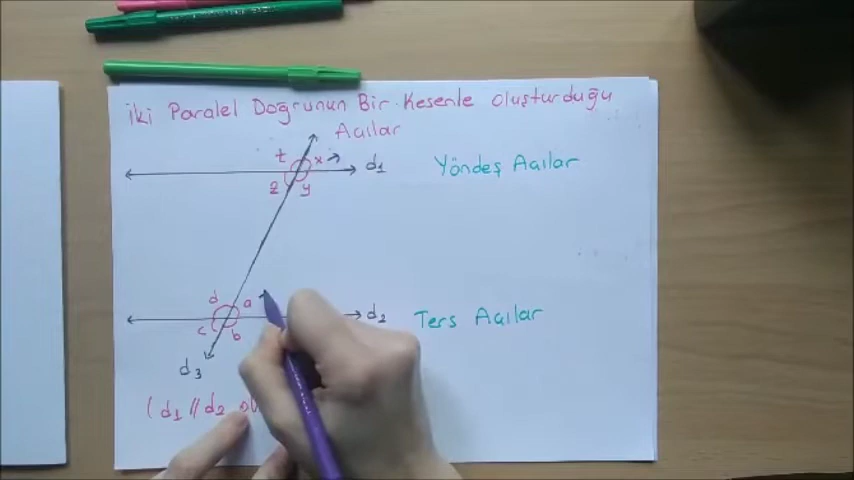 iki Paralel Doğrunun Bir Kesenle oluşturduğu
Açılar
t x d₁ Yöndeş Açılar
z y
d a
d₂ Ters Açılar
c b
d₃
( d₁ // d₂